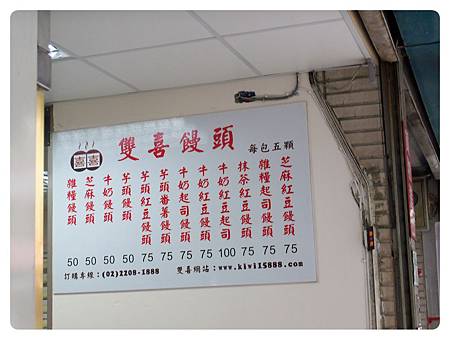 喜喜
雙喜饅頭
每包五顆
雜糧饅頭
芝麻饅頭
牛奶饅頭
芋頭饅頭
芋頭紅豆饅頭
芋頭番薯饅頭
牛奶起司饅頭
牛奶紅豆饅頭
牛奶紅豆起司
抹茶紅豆饅頭
雜糧起司饅頭
芝麻紅豆饅頭
50 50 50 50 75 75 75 75 100 75 75 75
訂購專線：(02)2208-1888 雙喜網站：www.kiwi15888.com